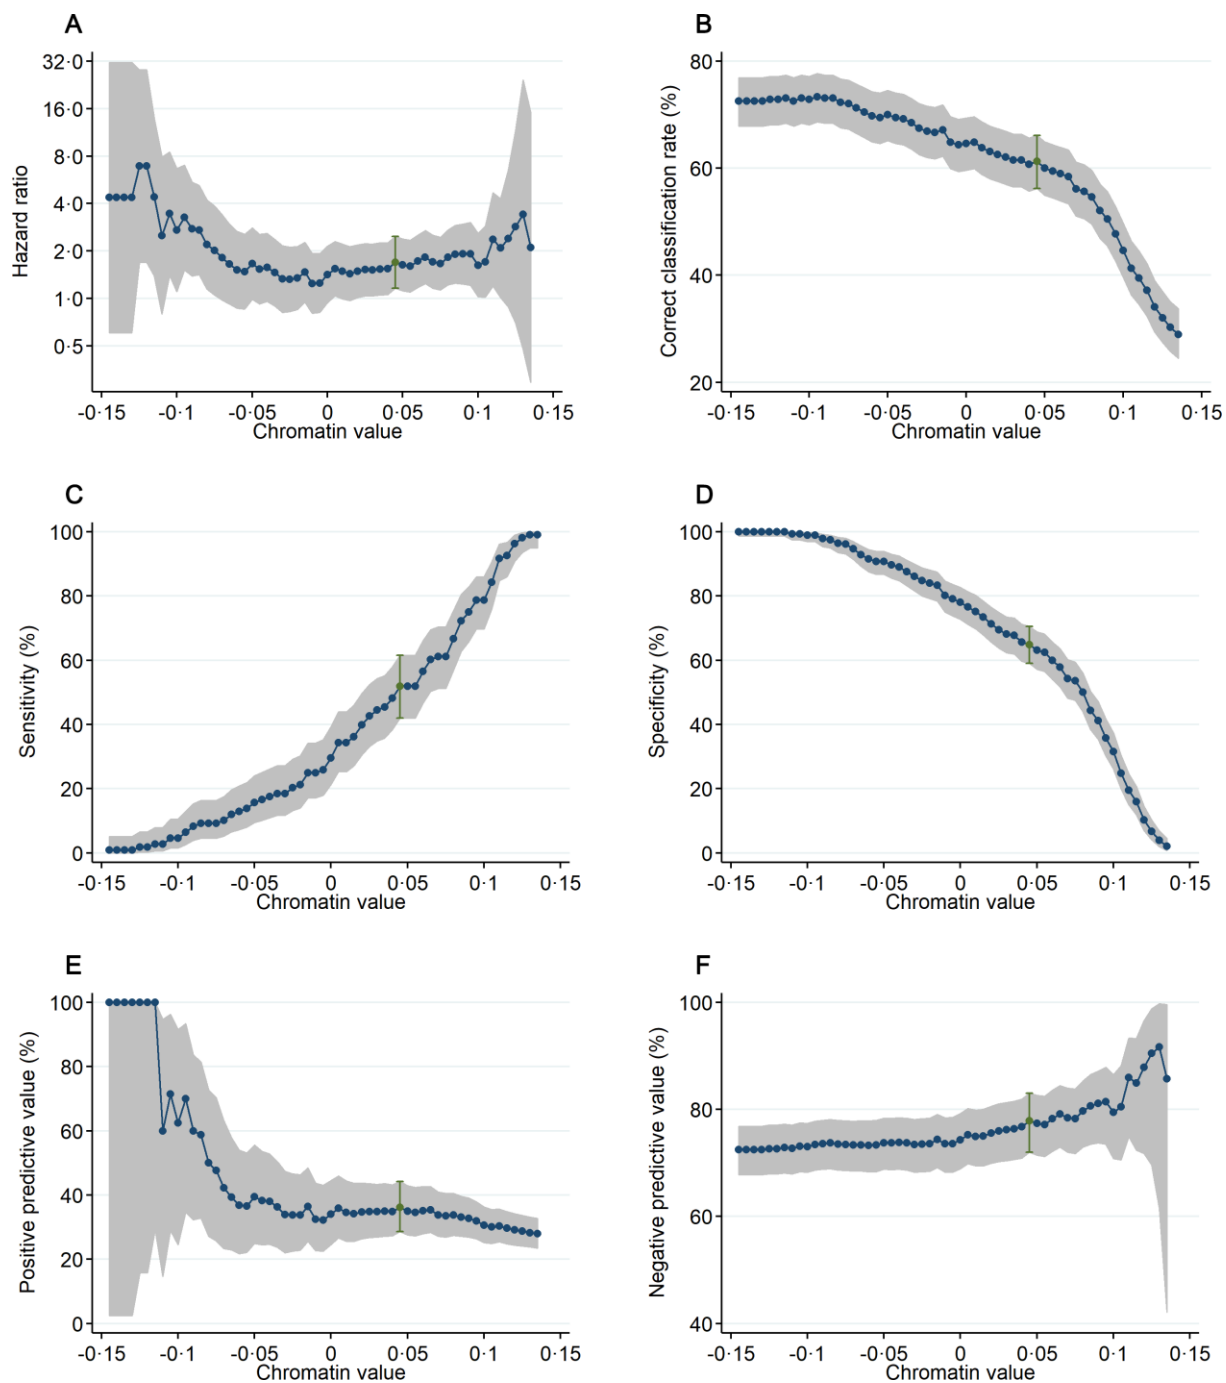 A
Hazard ratio
32·0
16·0
8·0
4·0
2·0
1·0
0·5
-0·15 -0·1 -0·05 0 0·05 0·1 0·15
Chromatin value
B
Correct classification rate (%)
80
60
40
20
-0·15 -0·1 -0·05 0 0·05 0·1 0·15
Chromatin value
C
Sensitivity (%)
100
80
60
40
20
0
-0·15 -0·1 -0·05 0 0·05 0·1 0·15
Chromatin value
D
Specificity (%)
100
80
60
40
20
0
-0·15 -0·1 -0·05 0 0·05 0·1 0·15
Chromatin value
E
Positive predictive value (%)
100
80
60
40
20
0
-0·15 -0·1 -0·05 0 0·05 0·1 0·15
Chromatin value
F
Negative predictive value (%)
100
80
60
40
-0·15 -0·1 -0·05 0 0·05 0·1 0·15
Chromatin value